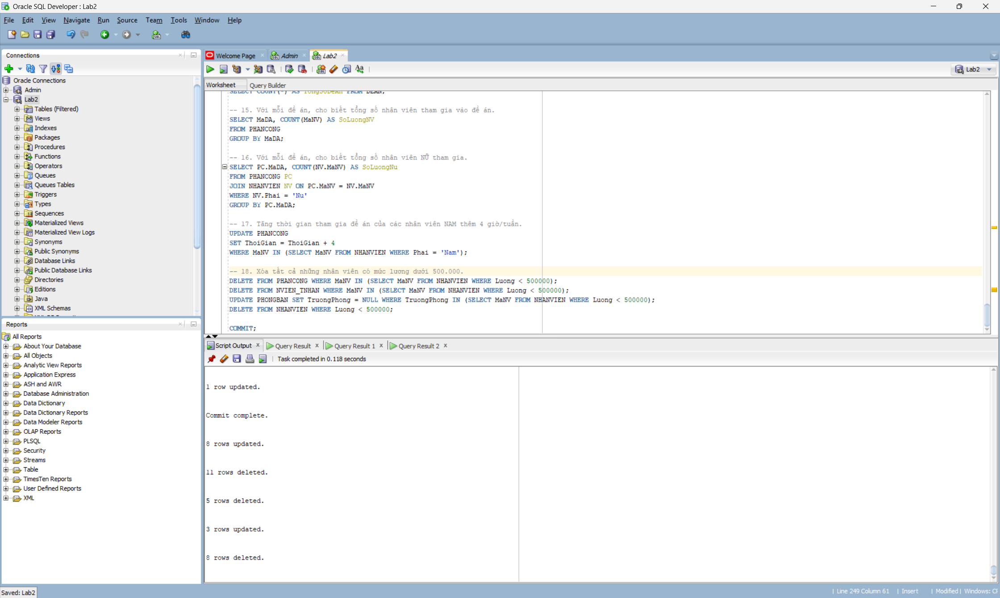 Oracle SQL Developer : Lab2
File Edit View Navigate Run Source Team Tools Window Help
Connections
Oracle Connections
Admin
Lab2
Tables (Filtered)
Views
Indexes
Packages
Procedures
Functions
Operators
Queues
Queues Tables
Triggers
Types
Sequences
Materialized Views
Materialized View Logs
Synonyms
Public Synonyms
Database Links
Public Database Links
Directories
Editions
Java
XML Schemas
Reports
All Reports
About Your Database
All Objects
Analytic View Reports
Application Express
ASH and AWR
Database Administration
Data Dictionary
Data Dictionary Reports
Data Modeler Reports
OLAP Reports
PLSQL
Security
Streams
Table
TimesTen Reports
User Defined Reports
XML
Welcome Page Admin Lab2
Lab2
Worksheet Query Builder
SELECT COUNT(*) AS TongSoDeAn FROM DEAN;
-- 15. Với mỗi đề án, cho biết tổng số nhân viên tham gia vào đề án.
SELECT MaDA, COUNT(MaNV) AS SoLuongNV
FROM PHANCONG
GROUP BY MaDA;
-- 16. Với mỗi đề án, cho biết tổng số nhân viên NỮ tham gia.
SELECT PC.MaDA, COUNT(NV.MaNV) AS SoLuongNu
FROM PHANCONG PC
JOIN NHANVIEN NV ON PC.MaNV = NV.MaNV
WHERE NV.Phai = 'Nu'
GROUP BY PC.MaDA;
-- 17. Tăng thời gian tham gia đề án của các nhân viên NAM thêm 4 giờ/tuần.
UPDATE PHANCONG
SET ThoiGian = ThoiGian + 4
WHERE MaNV IN (SELECT MaNV FROM NHANVIEN WHERE Phai = 'Nam');
-- 18. Xóa tất cả những nhân viên có mức lương dưới 500.000.
DELETE FROM PHANCONG WHERE MaNV IN (SELECT MaNV FROM NHANVIEN WHERE Luong < 500000);
DELETE FROM NVIEN_TNHAN WHERE MaNV IN (SELECT MaNV FROM NHANVIEN WHERE Luong < 500000);
UPDATE PHONGBAN SET TruongPhong = NULL WHERE TruongPhong IN (SELECT MaNV FROM NHANVIEN WHERE Luong < 500000);
DELETE FROM NHANVIEN WHERE Luong < 500000;
COMMIT;
Script Output Query Result Query Result 1 Query Result 2
Task completed in 0.118 seconds
1 row updated.
Commit complete.
8 rows updated.
11 rows deleted.
5 rows deleted.
3 rows updated.
8 rows deleted.
Saved: Lab2
Line 249 Column 61 Insert Modified Windows: